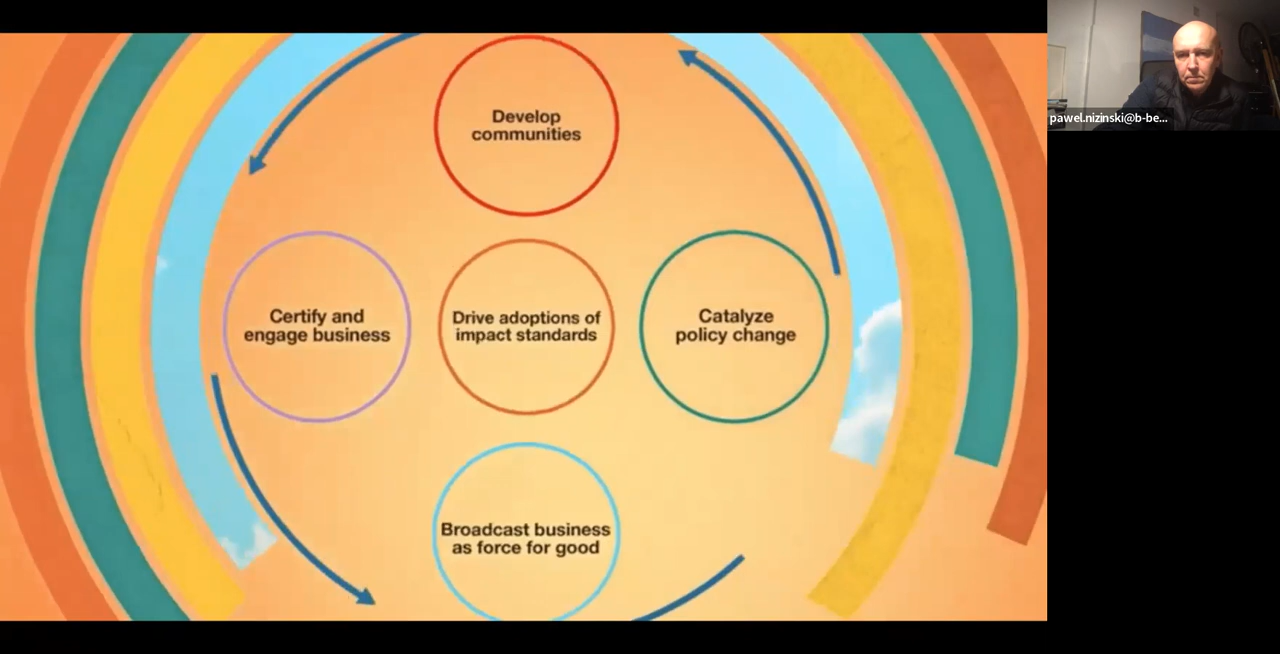 Develop
communities
Certify and
engage business
Drive adoptions of
impact standards
Catalyze
policy change
Broadcast business
as force for good
pawel.nizinski@b-be...